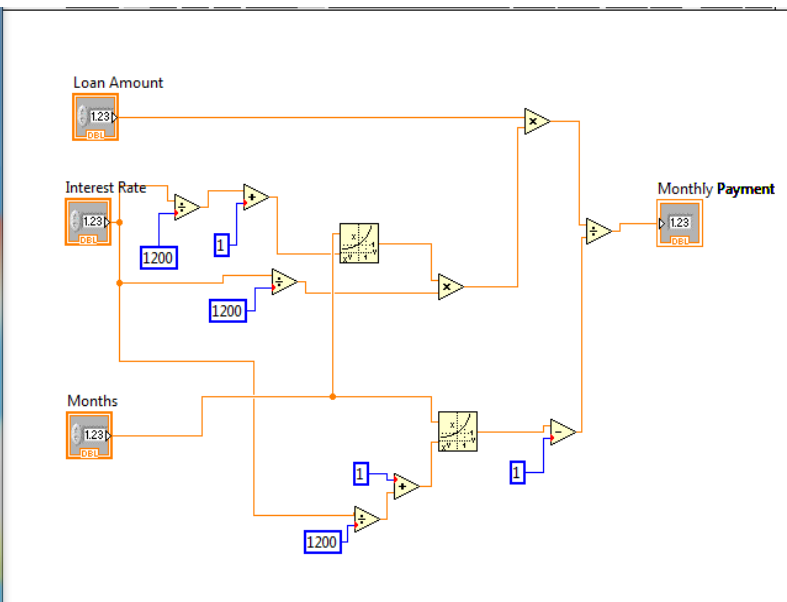 Loan Amount
1.23
DBL
Interest Rate
1.23
DBL
1200
1
1200
Monthly Payment
1.23
DBL
Months
1.23
DBL
1
1
1200